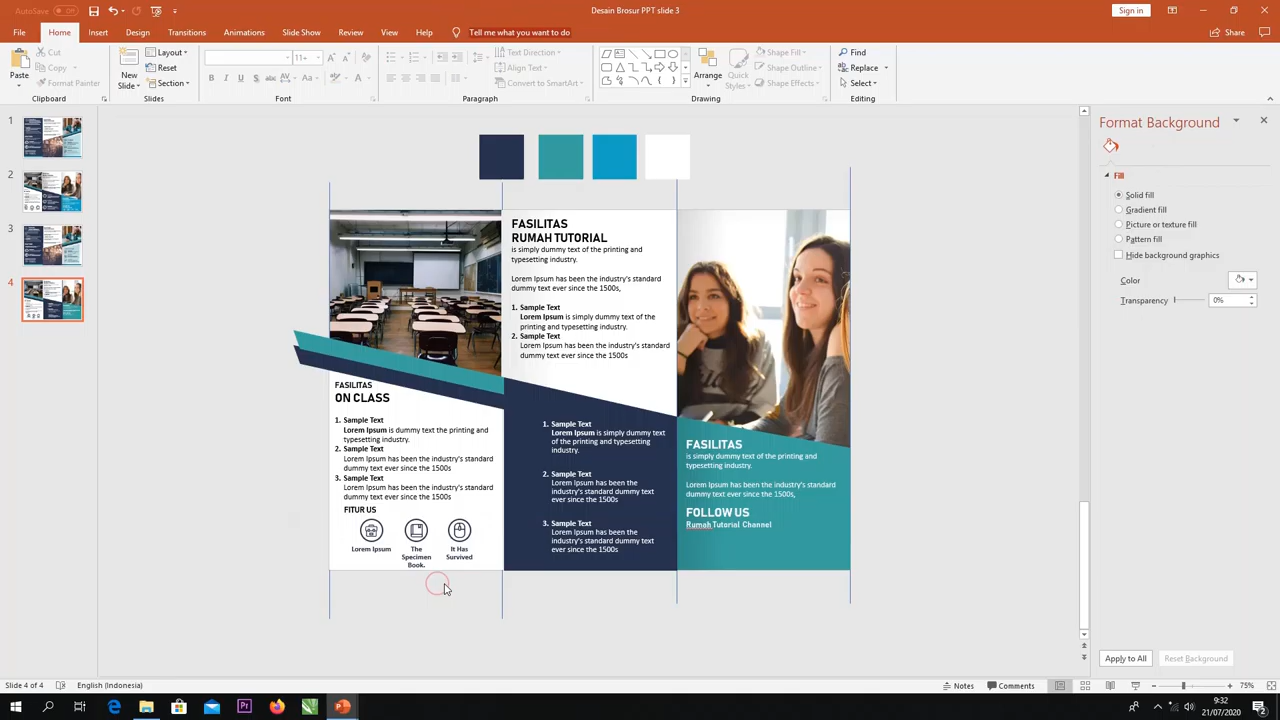 AutoSave
Desain Brosur PPT slide 3
Sign in
File
Home
Insert
Design
Transitions
Animations
Slide Show
Review
View
Help
Tell me what you want to do
Share
Paste
Cut
Copy
Format Painter
Clipboard
New
Slide
Layout
Reset
Section
Slides
11+
Font
Text Direction
Align Text
Convert to SmartArt
Paragraph
Arrange
Quick
Styles
Shape Fill
Shape Outline
Shape Effects
Drawing
Find
Replace
Select
Editing
1
2
3
4
FASILITAS
ON CLASS
1. Sample Text
Lorem Ipsum is dummy text the printing and
typesetting industry.
2. Sample Text
Lorem Ipsum has been the industry's standard
dummy text ever since the 1500s
3. Sample Text
Lorem Ipsum has been the industry's standard
dummy text ever since the 1500s
FITUR US
Lorem Ipsum
The
Specimen
Book.
It Has
Survived
FASILITAS
RUMAH TUTORIAL
is simply dummy text of the printing and
typesetting industry.
Lorem Ipsum has been the industry's standard
dummy text ever since the 1500s,
1. Sample Text
Lorem Ipsum is simply dummy text of the
printing and typesetting industry.
2. Sample Text
Lorem Ipsum has been the industry's standard
dummy text ever since the 1500s
1. Sample Text
Lorem Ipsum is simply dummy text
of the printing and typesetting
industry.
2. Sample Text
Lorem Ipsum has been the
industry's standard dummy text
ever since the 1500s
3. Sample Text
Lorem Ipsum has been the
industry's standard dummy text
ever since the 1500s
FASILITAS
is simply dummy text of the printing and
typesetting industry.
Lorem Ipsum has been the industry's standard
dummy text ever since the 1500s,
FOLLOW US
Rumah Tutorial Channel
Format Background
Fill
Solid fill
Gradient fill
Picture or texture fill
Pattern fill
Hide background graphics
Color
Transparency
0%
Apply to All
Reset Background
Slide 4 of 4
English (Indonesia)
Notes
Comments
75%
9:32
21/07/2020